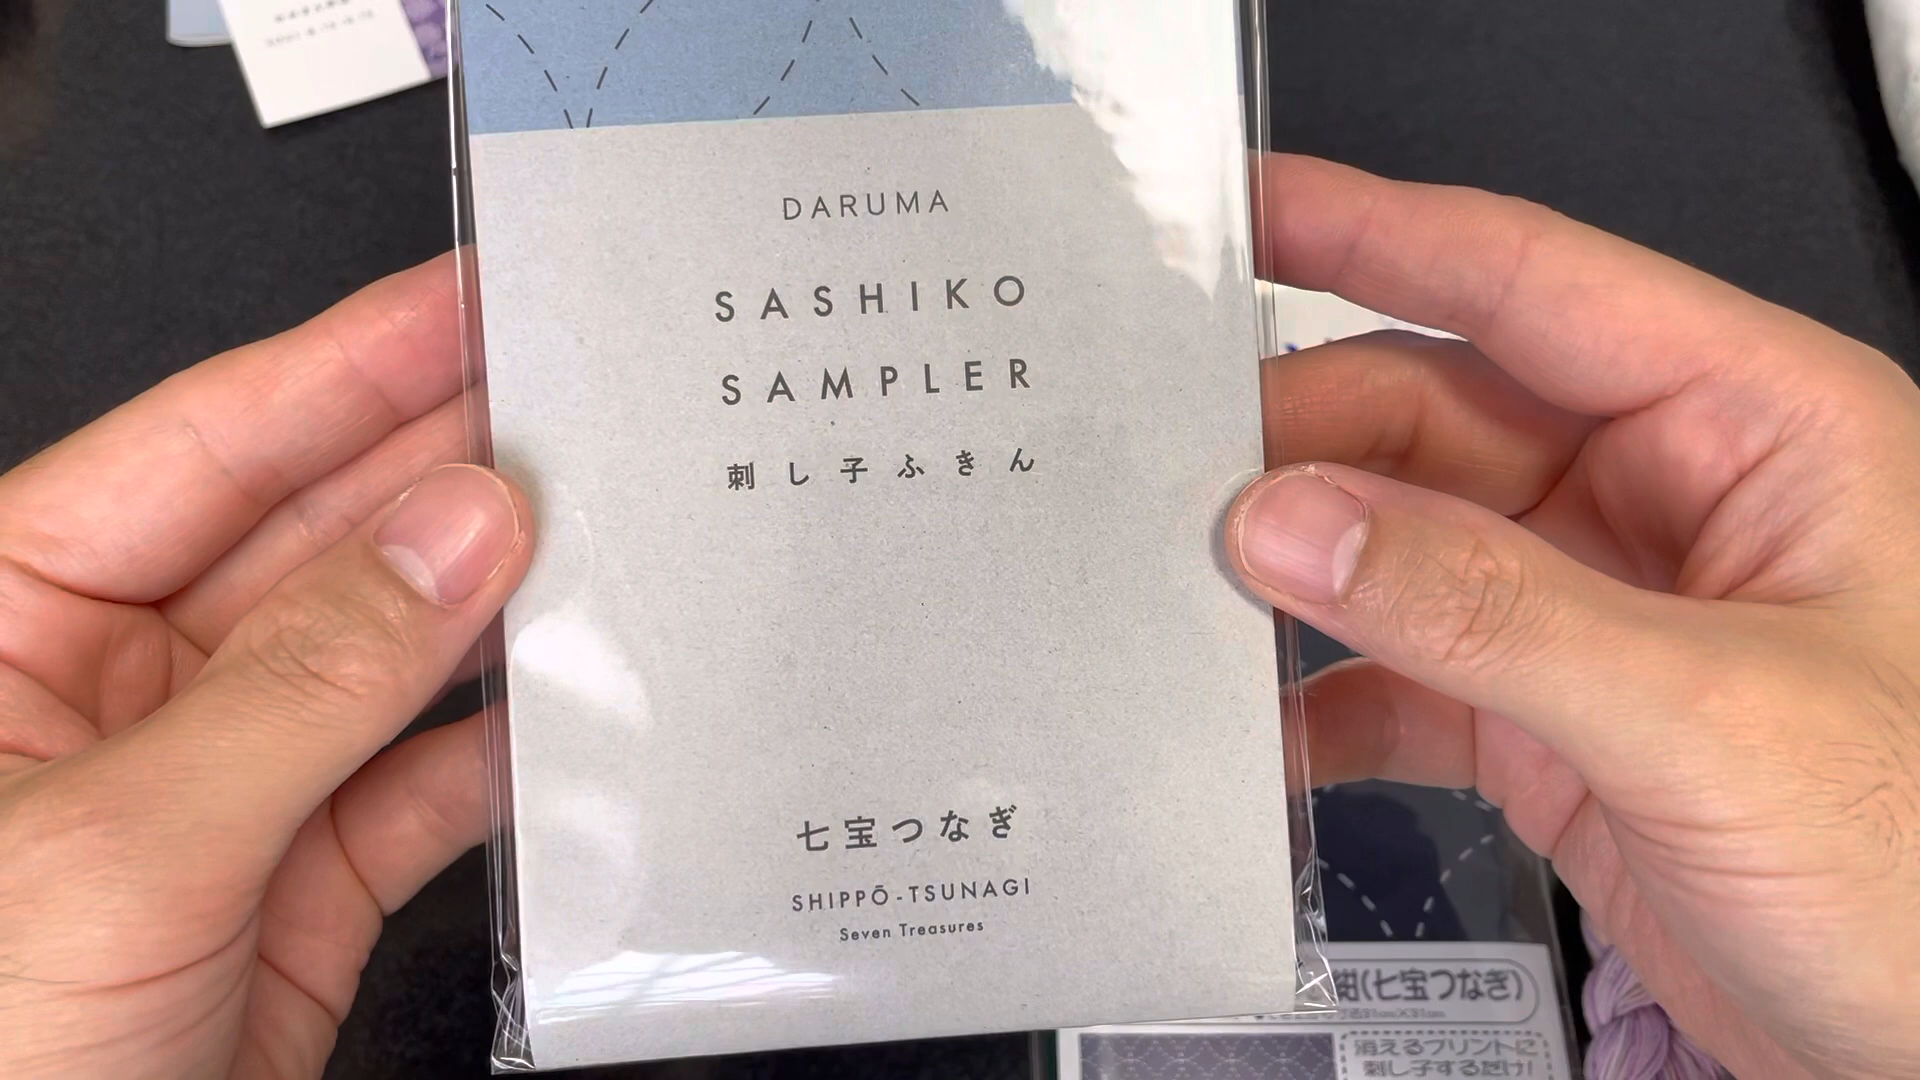 DARUMA
SASHIKO
SAMPLER
刺し子ふきん
七宝つなぎ
SHIPPŌ-TSUNAGI
Seven Treasures
紺(七宝つなぎ)
消えるプリントに
刺し子するだけ!